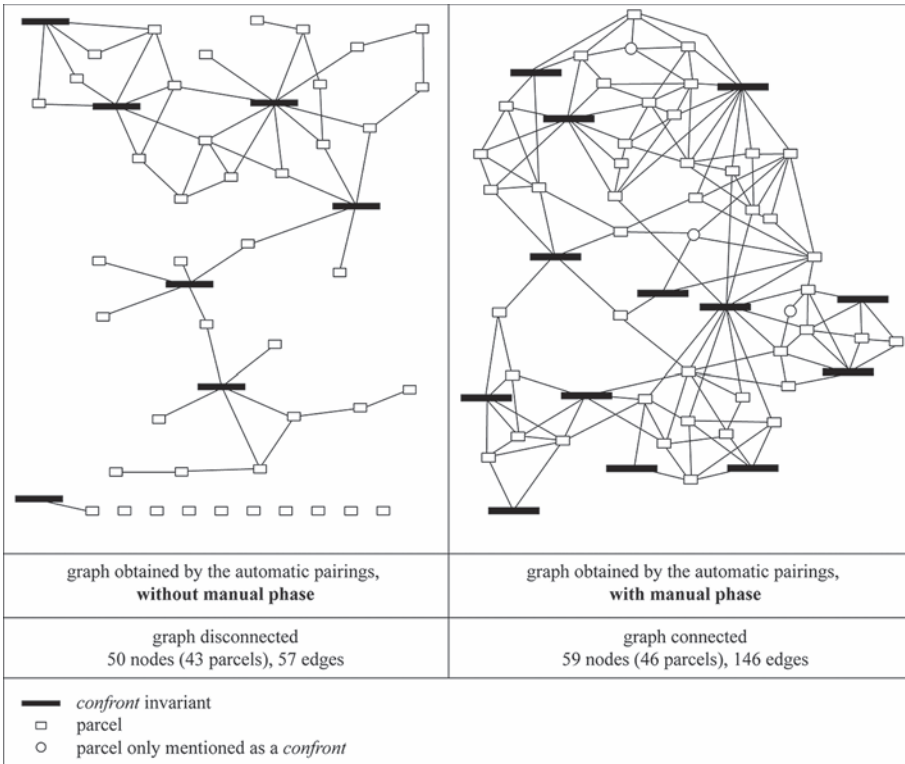 graph obtained by the automatic pairings,
without manual phase
graph obtained by the automatic pairings,
with manual phase
graph disconnected
50 nodes (43 parcels), 57 edges
graph connected
59 nodes (46 parcels), 146 edges
confront invariant
parcel
parcel only mentioned as a confront